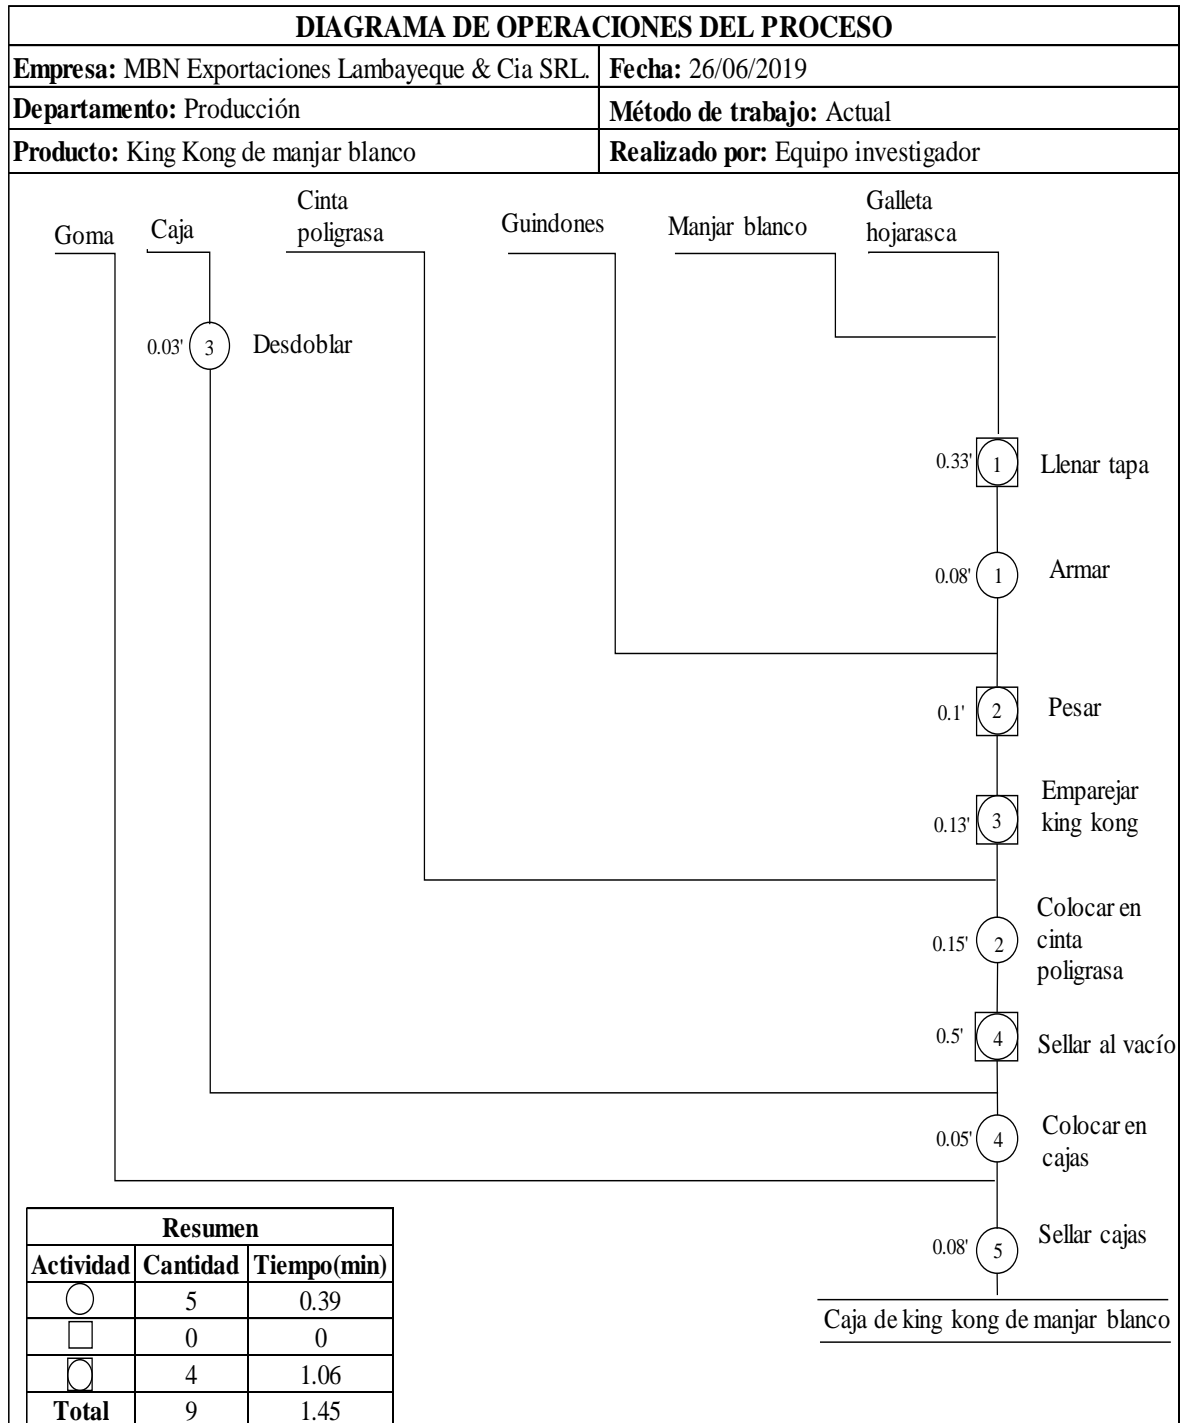 DIAGRAMA DE OPERACIONES DEL PROCESO
Empresa: MBN Exportaciones Lambayeque & Cia SRL.
Fecha: 26/06/2019
Departamento: Producción
Método de trabajo: Actual
Producto: King Kong de manjar blanco
Realizado por: Equipo investigador
Goma
Caja
Cinta
poligrasa
Guindones
Manjar blanco
Galleta
hojarasca
0.03' 3 Desdoblar
0.33' 1 Llenar tapa
0.08' 1 Armar
0.1' 2 Pesar
0.13' 3 Emparejar
king kong
0.15' 2 Colocar en
cinta
poligrasa
0.5' 4 Sellar al vacío
0.05' 4 Colocar en
cajas
0.08' 5 Sellar cajas
Caja de king kong de manjar blanco
Resumen
Actividad Cantidad Tiempo(min)
5 0.39
0 0
4 1.06
Total 9 1.45